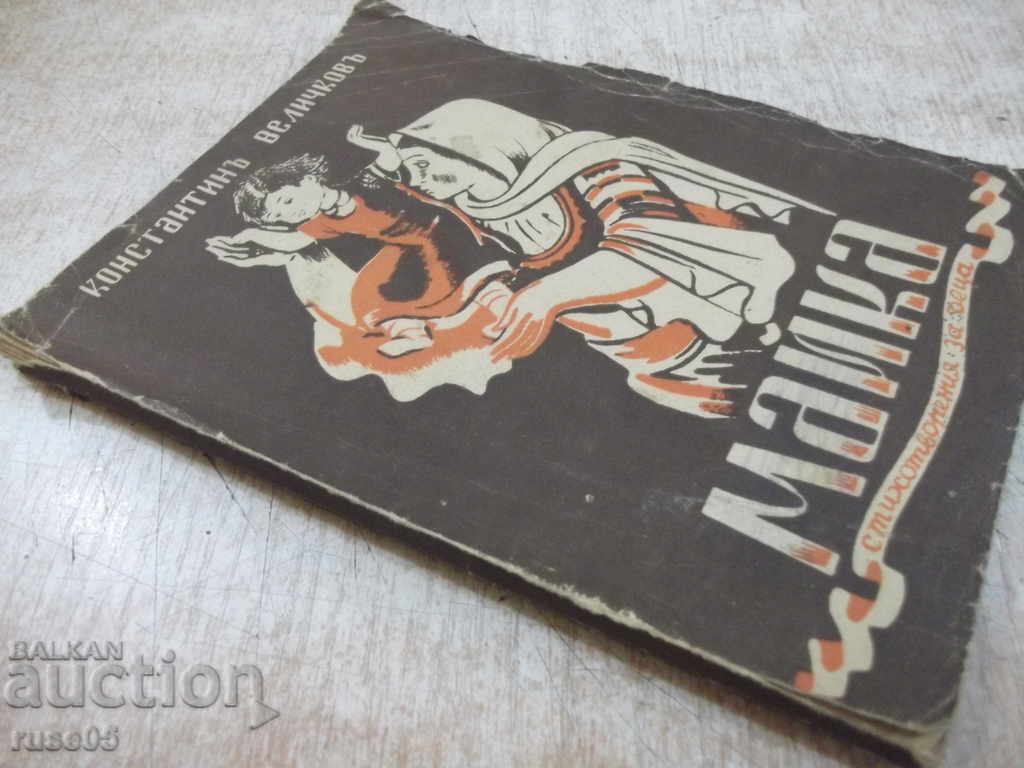 Константинъ Величковъ
Майка
стихотворения за деца
BALKAN
auction
ruse05